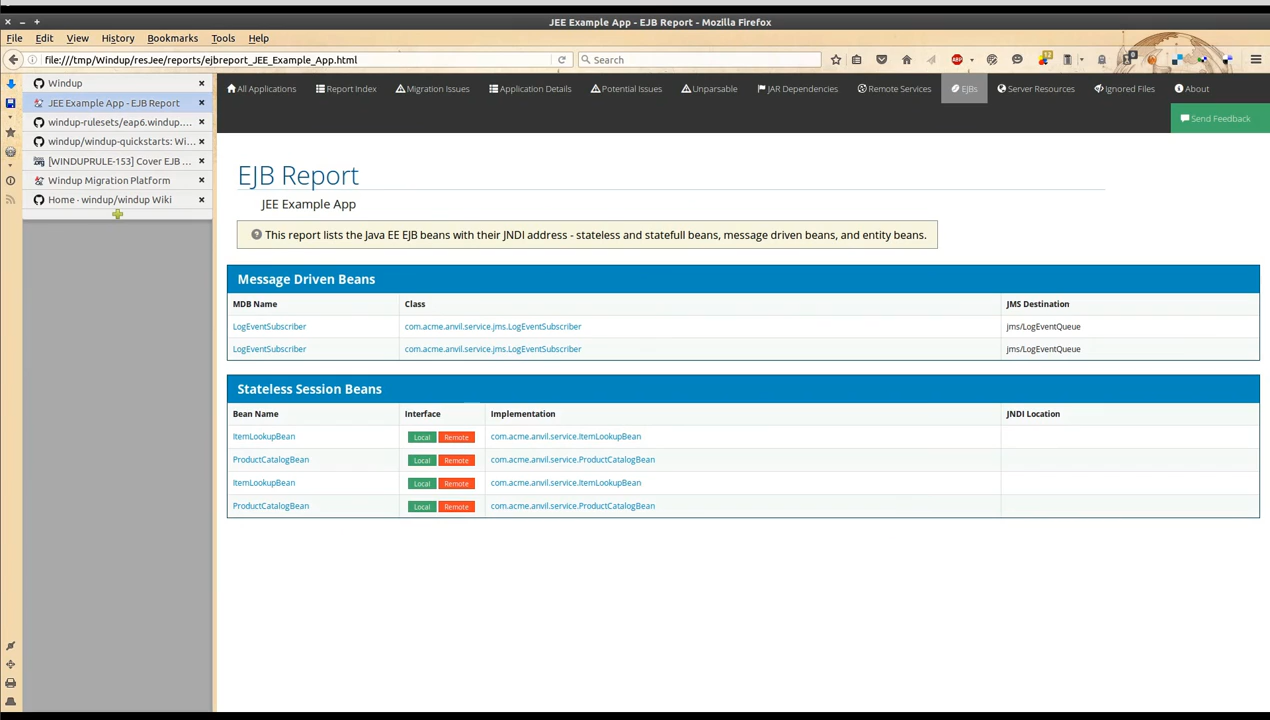 JEE Example App - EJB Report - Mozilla Firefox
File Edit View History Bookmarks Tools Help
file:///tmp/Windup/resJee/reports/ejbreport_JEE_Example_App.html
Search
ABP
12
8
Windup
JEE Example App - EJB Report
windup-rulesets/eap6.windup....
windup/windup-quickstarts: Wi...
[WINDUPRULE-153] Cover EJB ...
Windup Migration Platform
Home · windup/windup Wiki
All Applications Report Index Migration Issues Application Details Potential Issues Unparsable JAR Dependencies Remote Services EJBs Server Resources Ignored Files About
Send Feedback
EJB Report
JEE Example App
This report lists the Java EE EJB beans with their JNDI address - stateless and statefull beans, message driven beans, and entity beans.
Message Driven Beans
MDB Name Class JMS Destination
LogEventSubscriber com.acme.anvil.service.jms.LogEventSubscriber jms/LogEventQueue
LogEventSubscriber com.acme.anvil.service.jms.LogEventSubscriber jms/LogEventQueue
Stateless Session Beans
Bean Name Interface Implementation JNDI Location
ItemLookupBean Local Remote com.acme.anvil.service.ItemLookupBean
ProductCatalogBean Local Remote com.acme.anvil.service.ProductCatalogBean
ItemLookupBean Local Remote com.acme.anvil.service.ItemLookupBean
ProductCatalogBean Local Remote com.acme.anvil.service.ProductCatalogBean